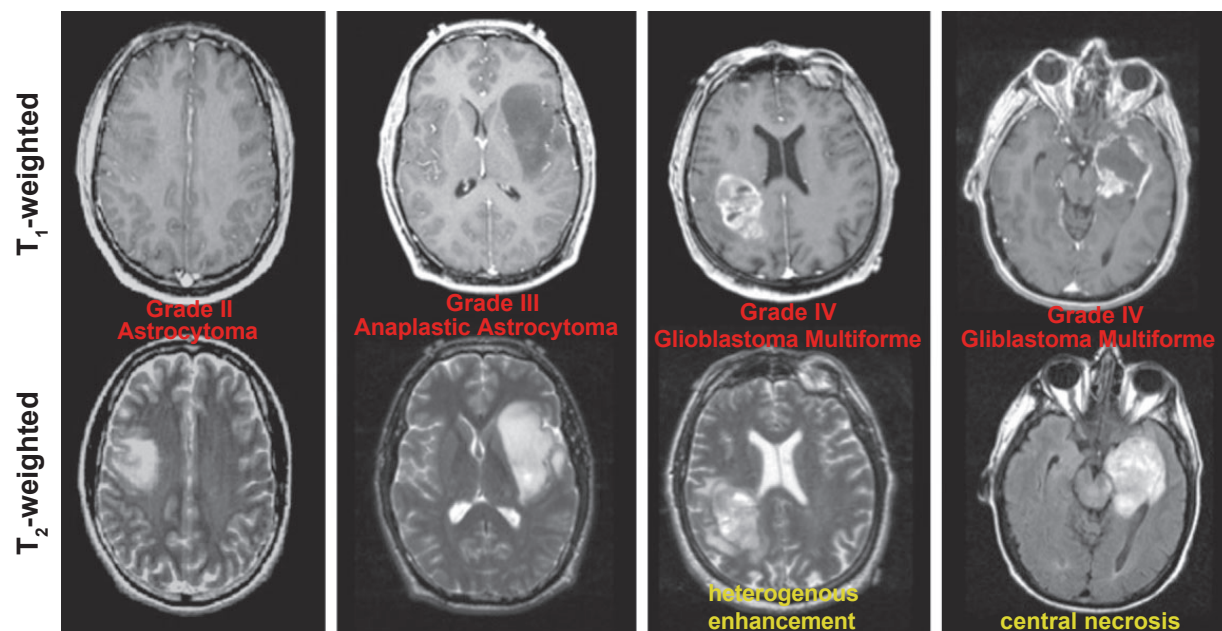 T1-weighted
Grade II
Astrocytoma
Grade III
Anaplastic Astrocytoma
Grade IV
Glioblastoma Multiforme
Grade IV
Gliblastoma Multiforme
T2-weighted
heterogenous
enhancement
central necrosis